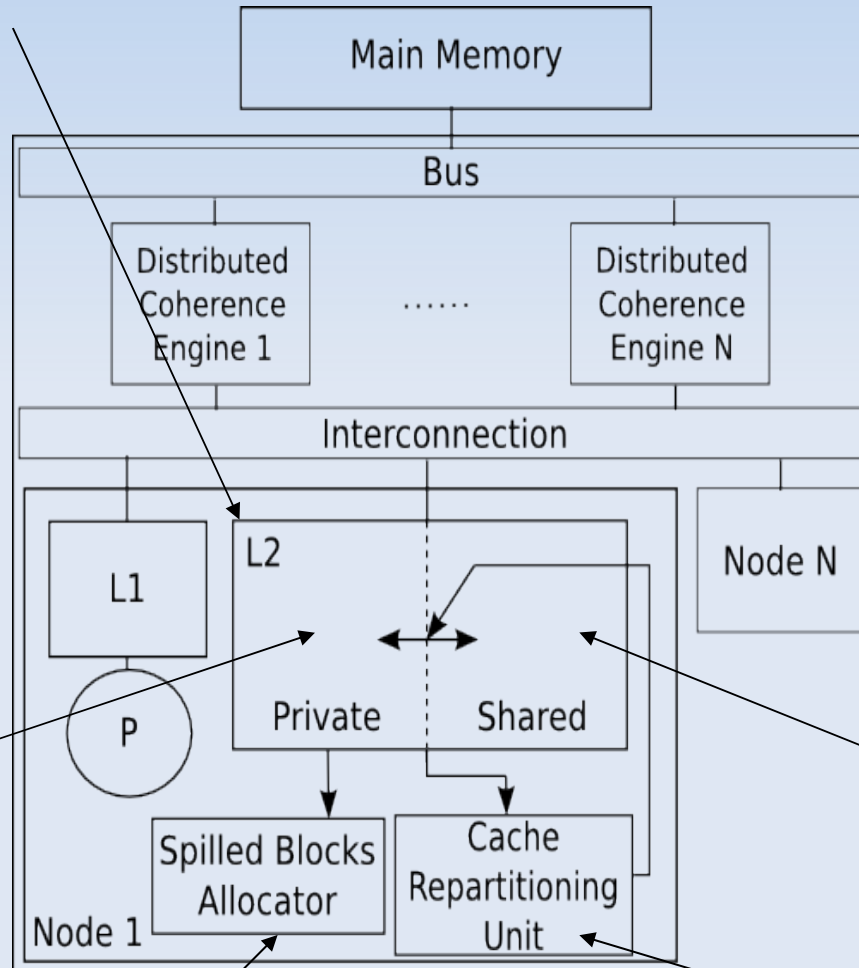 Main Memory
Bus
Distributed
Coherence
Engine 1
......
Distributed
Coherence
Engine N
Interconnection
L1
P
L2
Private
Shared
Node N
Spilled Blocks
Allocator
Cache
Repartitioning
Unit
Node 1